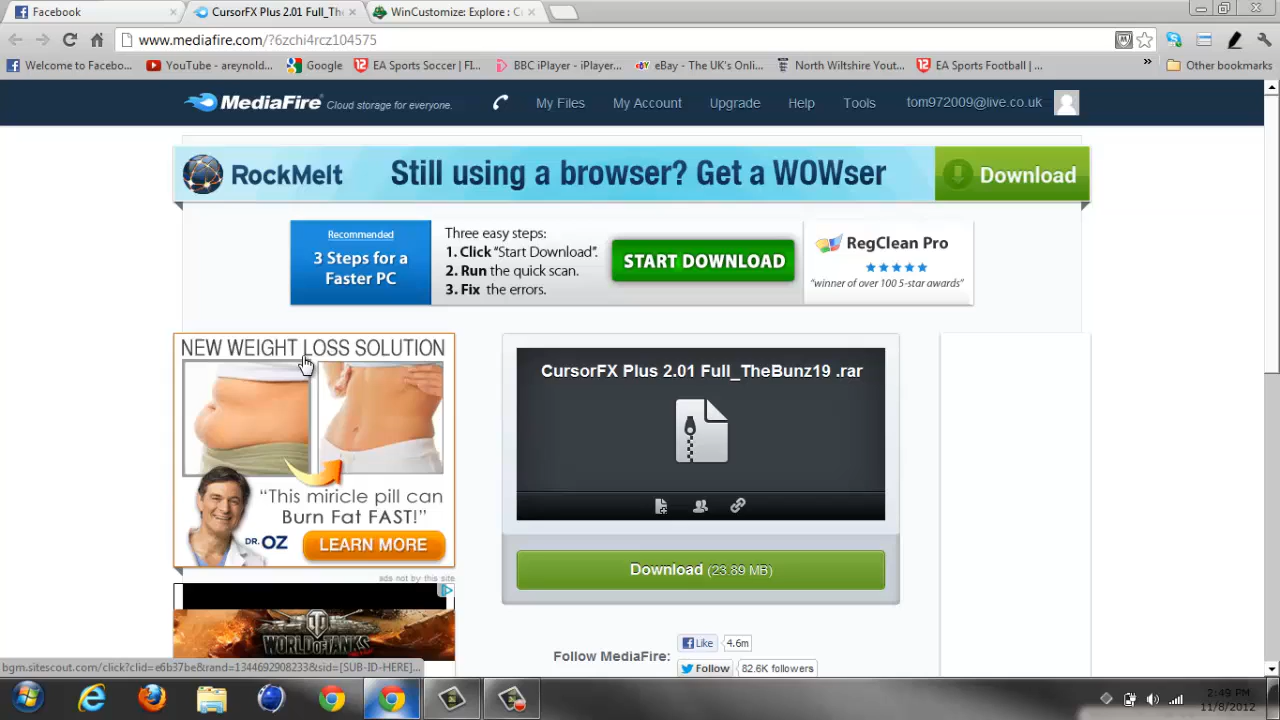 Facebook
CursorFX Plus 2.01 Full_The
WinCustomize: Explore : C
www.mediafire.com/?6zchi4rcz104575
Welcome to Facebo...
YouTube - areynold...
Google
EA Sports Soccer | Fl...
BBC iPlayer - iPlayer...
eBay - The UK's Onli...
North Wiltshire Yout...
EA Sports Football |...
»
Other bookmarks
MediaFire Cloud storage for everyone.
My Files
My Account
Upgrade
Help
Tools
tom972009@live.co.uk
RockMelt
Still using a browser? Get a WOWser
Download
Recommended
3 Steps for a
Faster PC
Three easy steps:
1. Click “Start Download”.
2. Run the quick scan.
3. Fix the errors.
START DOWNLOAD
RegClean Pro
“winner of over 100 5-star awards”
NEW WEIGHT LOSS SOLUTION
“This miricle pill can
Burn Fat FAST!”
DR. OZ
LEARN MORE
ads not by this site
WORLD OF TANKS
CursorFX Plus 2.01 Full_TheBunz19 .rar
Download (23.89 MB)
Follow MediaFire:
Like
4.6m
Follow
82.6K followers
bgm.sitescout.com/click?clid=e6b37be&rand=1344692908233&sid=[SUB-ID-HERE]...
2:49 PM
11/8/2012